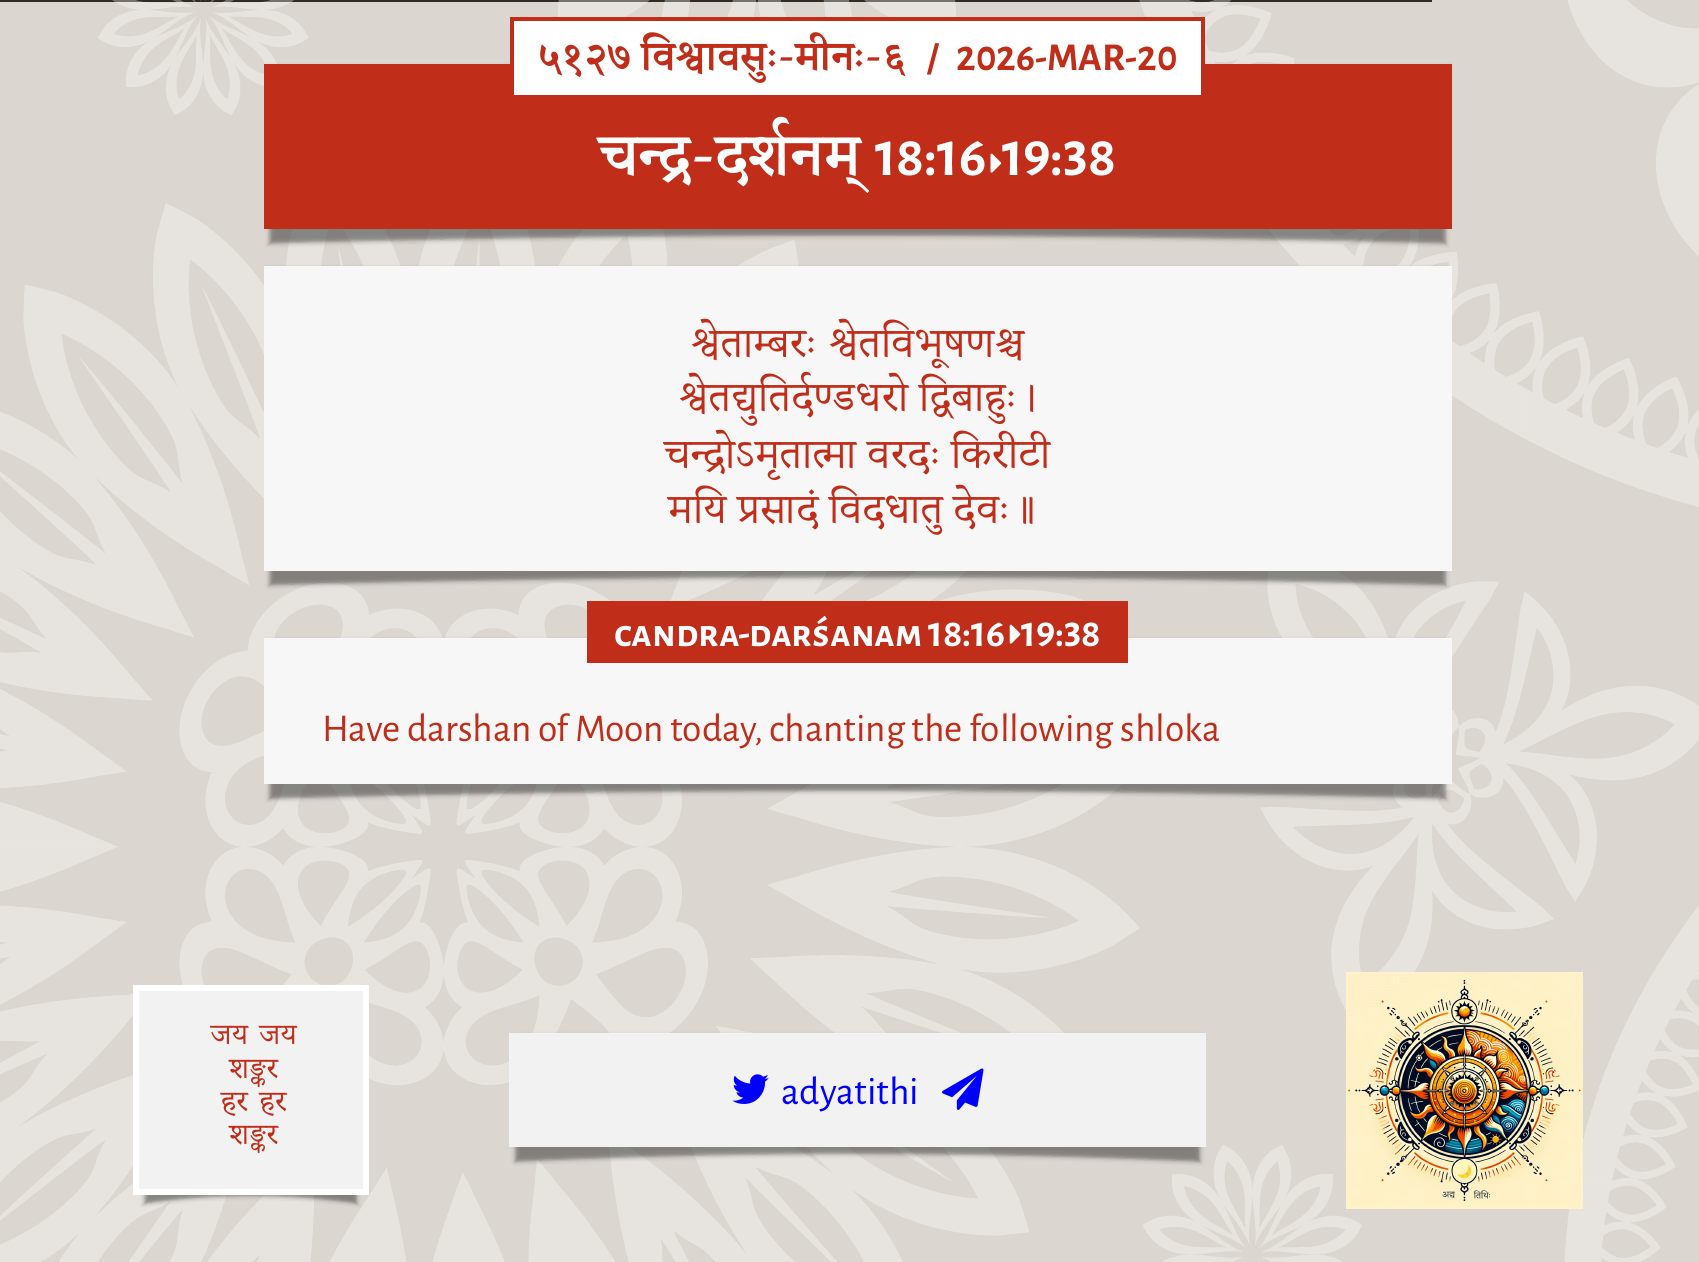 ५१२७ विश्वावसुः-मीनः-६ / 2026-MAR-20
चन्द्र-दर्शनम् 18:16▸19:38
श्वेताम्बरः श्वेतविभूषणश्च
श्वेतद्युतिर्दण्डधरो द्विबाहुः ।
चन्द्रोऽमृतात्मा वरदः किरीटी
मयि प्रसादं विदधातु देवः ॥
CANDRA-DARŚANAM 18:16▸19:38
Have darshan of Moon today, chanting the following shloka
जय जय
शङ्कर
हर हर
शङ्कर
adyatithi
अद्य तिथिः